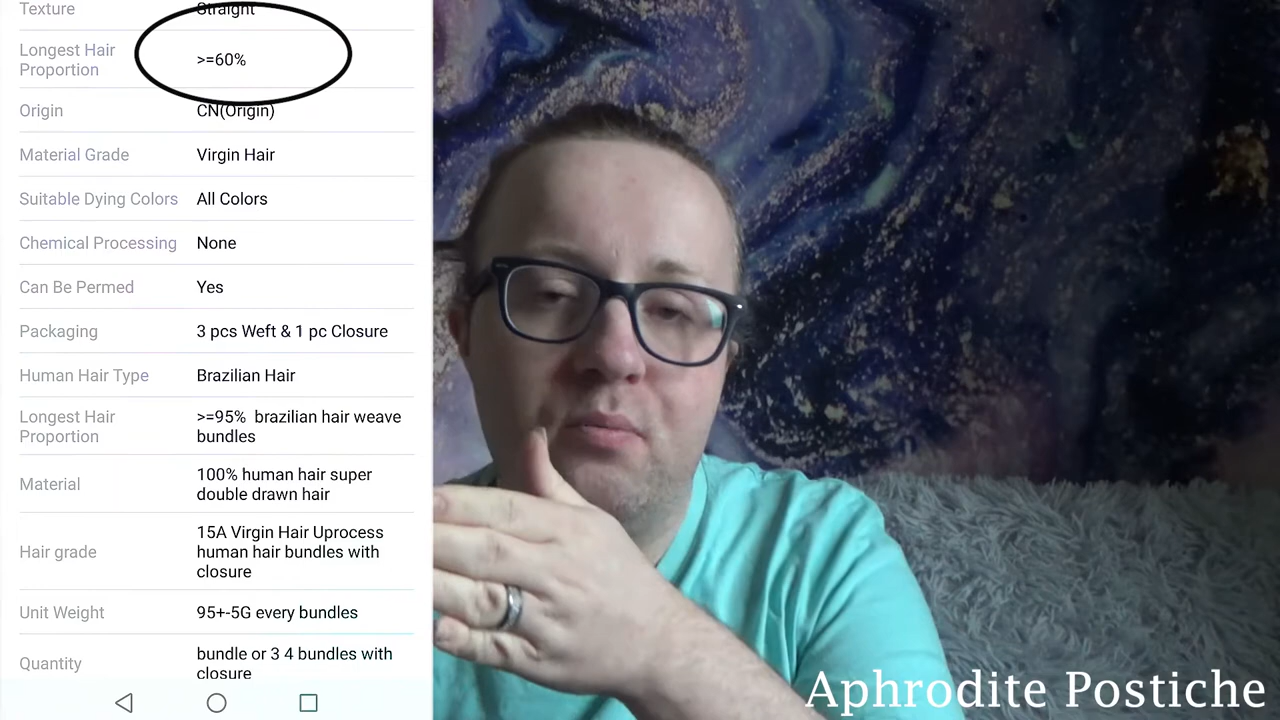 Texture Straight
Longest Hair
Proportion
>=60%
Origin CN(Origin)
Material Grade Virgin Hair
Suitable Dying Colors All Colors
Chemical Processing None
Can Be Permed Yes
Packaging 3 pcs Weft & 1 pc Closure
Human Hair Type Brazilian Hair
Longest Hair
Proportion
>=95% brazilian hair weave
bundles
Material
100% human hair super
double drawn hair
Hair grade
15A Virgin Hair Uprocess
human hair bundles with
closure
Unit Weight 95+-5G every bundles
Quantity
bundle or 3 4 bundles with
closure
Aphrodite Postiche